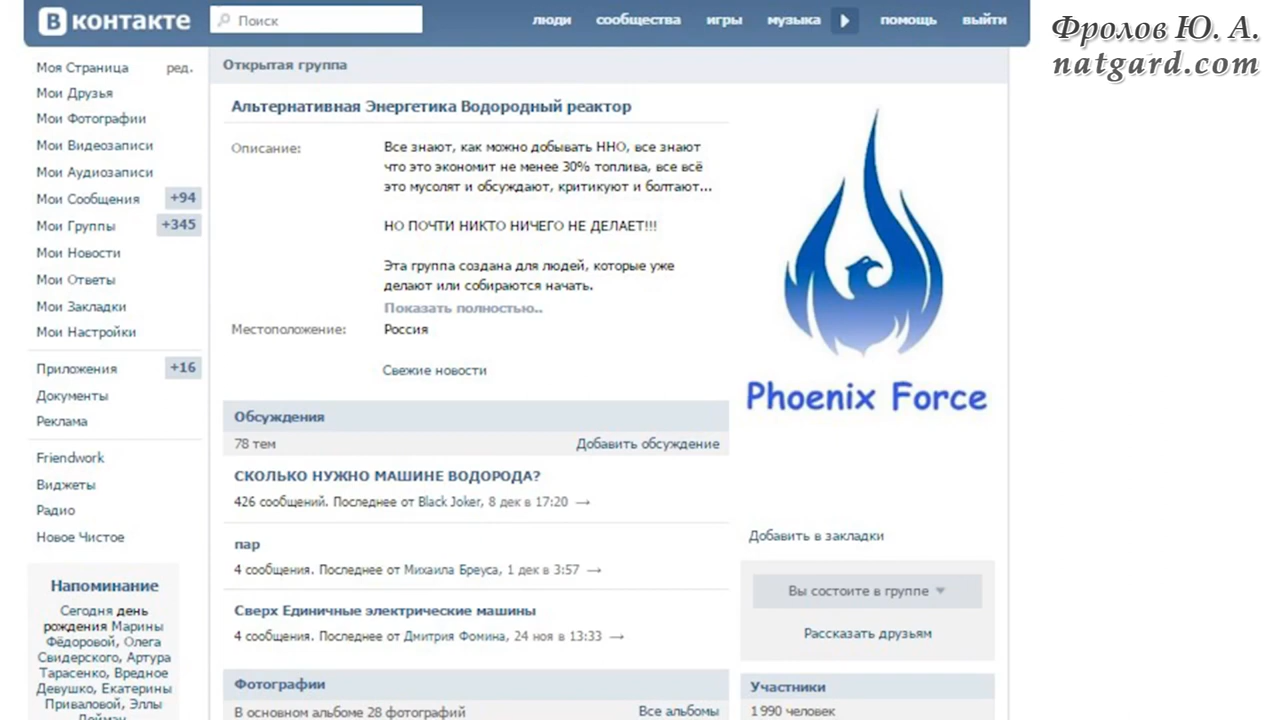 В контакте
Поиск
люди сообщества игры музыка помощь выйти
Фролов Ю. А.
natgard.com
Моя Страница ред.
Мои Друзья
Мои Фотографии
Мои Видеозаписи
Мои Аудиозаписи
Мои Сообщения +94
Мои Группы +345
Мои Новости
Мои Ответы
Мои Закладки
Мои Настройки
Приложения +16
Документы
Реклама
Friendwork
Виджеты
Радио
Новое Чистое
Напоминание
Сегодня день
рождения Марины
Фёдоровой, Олега
Свидерского, Артура
Тарасенко, Вредное
Девушко, Екатерины
Приваловой, Эллы
Открытая группа
Альтернативная Энергетика Водородный реактор
Описание:
Все знают, как можно добывать ННО, все знают
что это экономит не менее 30% топлива, все всё
это мусолят и обсуждают, критикуют и болтают...
НО ПОЧТИ НИКТО НИЧЕГО НЕ ДЕЛАЕТ!!!
Эта группа создана для людей, которые уже
делают или собираются начать.
Показать полностью..
Местоположение: Россия
Свежие новости
Обсуждения
78 тем Добавить обсуждение
СКОЛЬКО НУЖНО МАШИНЕ ВОДОРОДА?
426 сообщений. Последнее от Black Joker, 8 дек в 17:20 →
пар
4 сообщения. Последнее от Михаила Бреуса, 1 дек в 3:57 →
Сверх Единичные электрические машины
4 сообщения. Последнее от Дмитрия Фомина, 24 ноя в 13:33 →
Фотографии
В основном альбоме 28 фотографий Все альбомы
Phoenix Force
Добавить в закладки
Вы состоите в группе
Рассказать друзьям
Участники
1 990 человек